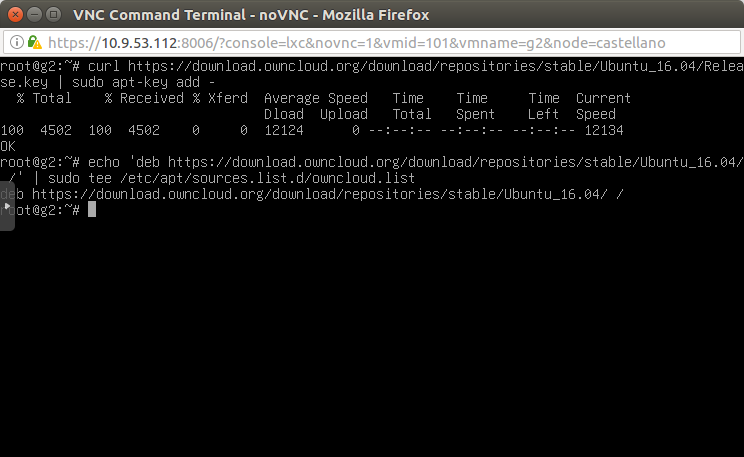 VNC Command Terminal - noVNC - Mozilla Firefox
https://10.9.53.112:8006/?console=lxc&novnc=1&vmid=101&vmname=g2&node=castellano
root@g2:~# curl https://download.owncloud.org/download/repositories/stable/Ubuntu_16.04/Relea
se.key | sudo apt-key add -
  % Total    % Received % Xferd  Average Speed   Time    Time     Time  Current
                                 Dload  Upload   Total   Spent    Left  Speed
100  4502  100  4502    0     0  12124      0 --:--:-- --:--:-- --:--:-- 12134
OK
root@g2:~# echo 'deb https://download.owncloud.org/download/repositories/stable/Ubuntu_16.04/
 /' | sudo tee /etc/apt/sources.list.d/owncloud.list
deb https://download.owncloud.org/download/repositories/stable/Ubuntu_16.04/ /
root@g2:~#